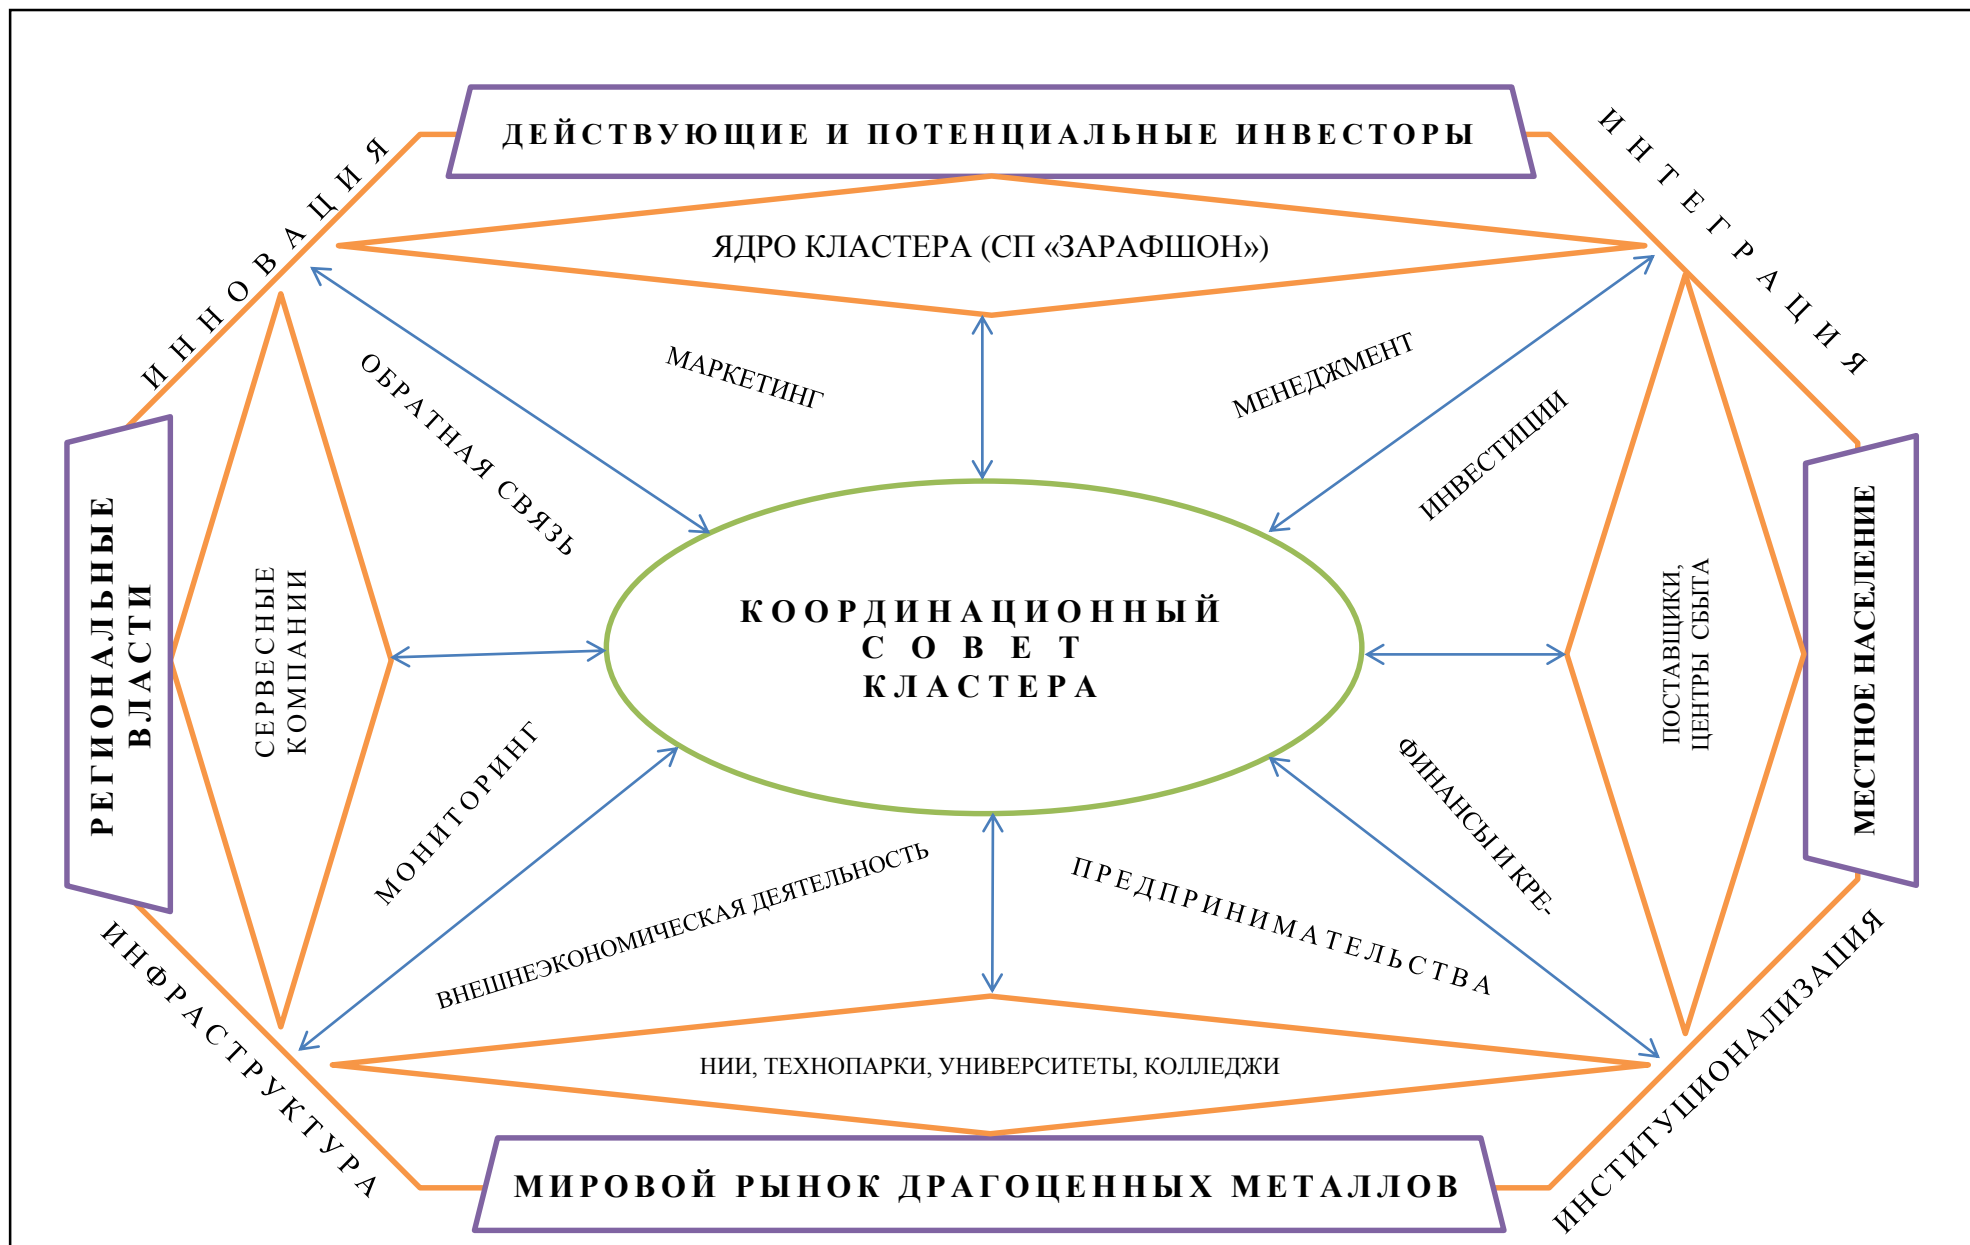 ДЕЙСТВУЮЩИЕ И ПОТЕНЦИАЛЬНЫЕ ИНВЕСТОРЫ
ИННОВАЦИЯ
ИНТЕГРАЦИЯ
ЯДРО КЛАСТЕРА (СП «ЗАРАФШОН»)
ОБРАТНАЯ СВЯЗЬ
МАРКЕТИНГ
МЕНЕДЖМЕНТ
ИНВЕСТИЦИИ
РЕГИОНАЛЬНЫЕ
ВЛАСТИ
СЕРВЕСНЫЕ
КОМПАНИИ
КООРДИНАЦИОННЫЙ
СОВЕТ
КЛАСТЕРА
ПОСТАВЩИКИ,
ЦЕНТРЫ СБЫТА
МЕСТНОЕ НАСЕЛЕНИЕ
МОНИТОРИНГ
ВНЕШНЕЭКОНОМИЧЕСКАЯ ДЕЯТЕЛЬНОСТЬ
ПРЕДПРИНИМАТЕЛЬСТВА
ФИНАНСЫ И КРЕ-
ИНФРАСТРУКТУРА
ИНСТИТУЦИОНАЛИЗАЦИЯ
НИИ, ТЕХНОПАРКИ, УНИВЕРСИТЕТЫ, КОЛЛЕДЖИ
МИРОВОЙ РЫНОК ДРАГОЦЕННЫХ МЕТАЛЛОВ